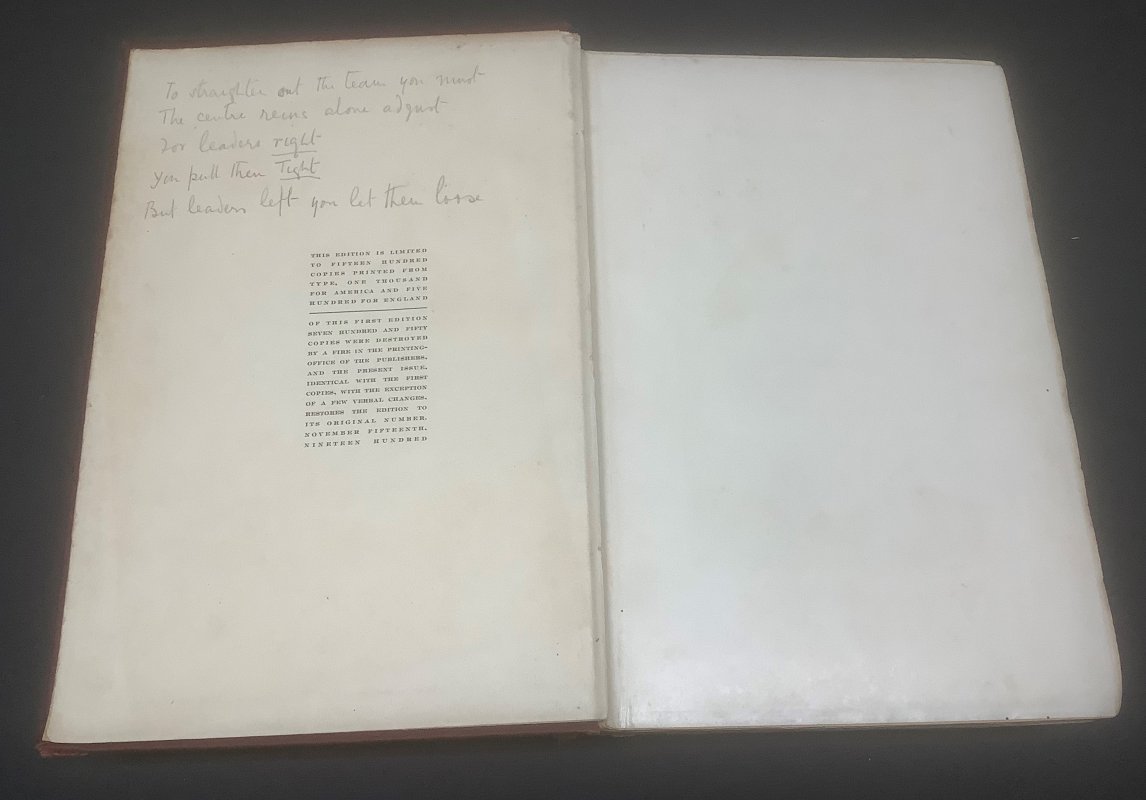 To straighten out the team you must
The centre reins alone adjust
For leaders right
You pull them Tight
But leaders left you let them loose
THIS EDITION IS LIMITED
TO FIFTEEN HUNDRED
COPIES PRINTED FROM
TYPE, ONE THOUSAND
FOR AMERICA AND FIVE
HUNDRED FOR ENGLAND
OF THIS FIRST EDITION
SEVEN HUNDRED AND FIFTY
COPIES WERE DESTROYED
BY A FIRE IN THE PRINTING-
OFFICE OF THE PUBLISHERS,
AND THE PRESENT ISSUE,
IDENTICAL WITH THE FIRST
COPIES, WITH THE EXCEPTION
OF A FEW VERBAL CHANGES,
RESTORES THE EDITION TO
ITS ORIGINAL NUMBER.
NOVEMBER FIFTEENTH,
NINETEEN HUNDRED